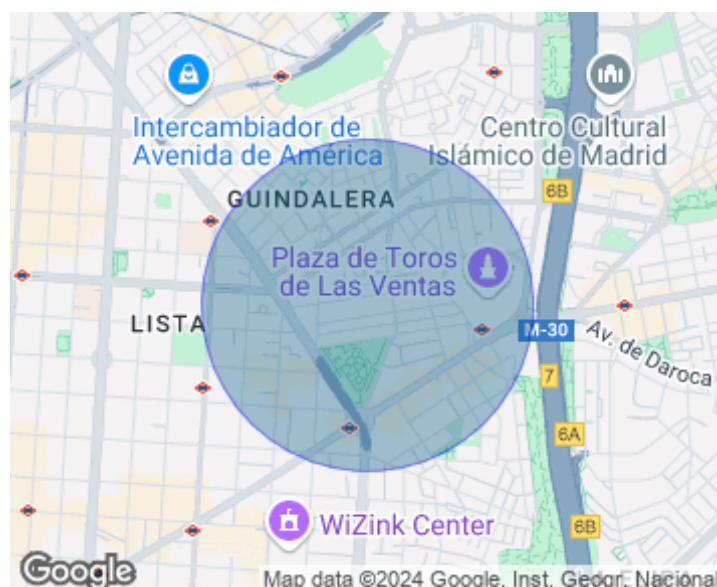 Intercambiador de
Avenida de América
Centro Cultural
Islámico de Madrid
6B
GUINDALERA
Plaza de Toros
de Las Ventas
LISTA
M-30
Av. de Daroca
7
6A
WiZink Center
6B
Google
Map data ©2024 Google, Inst. Geogr. Nacional